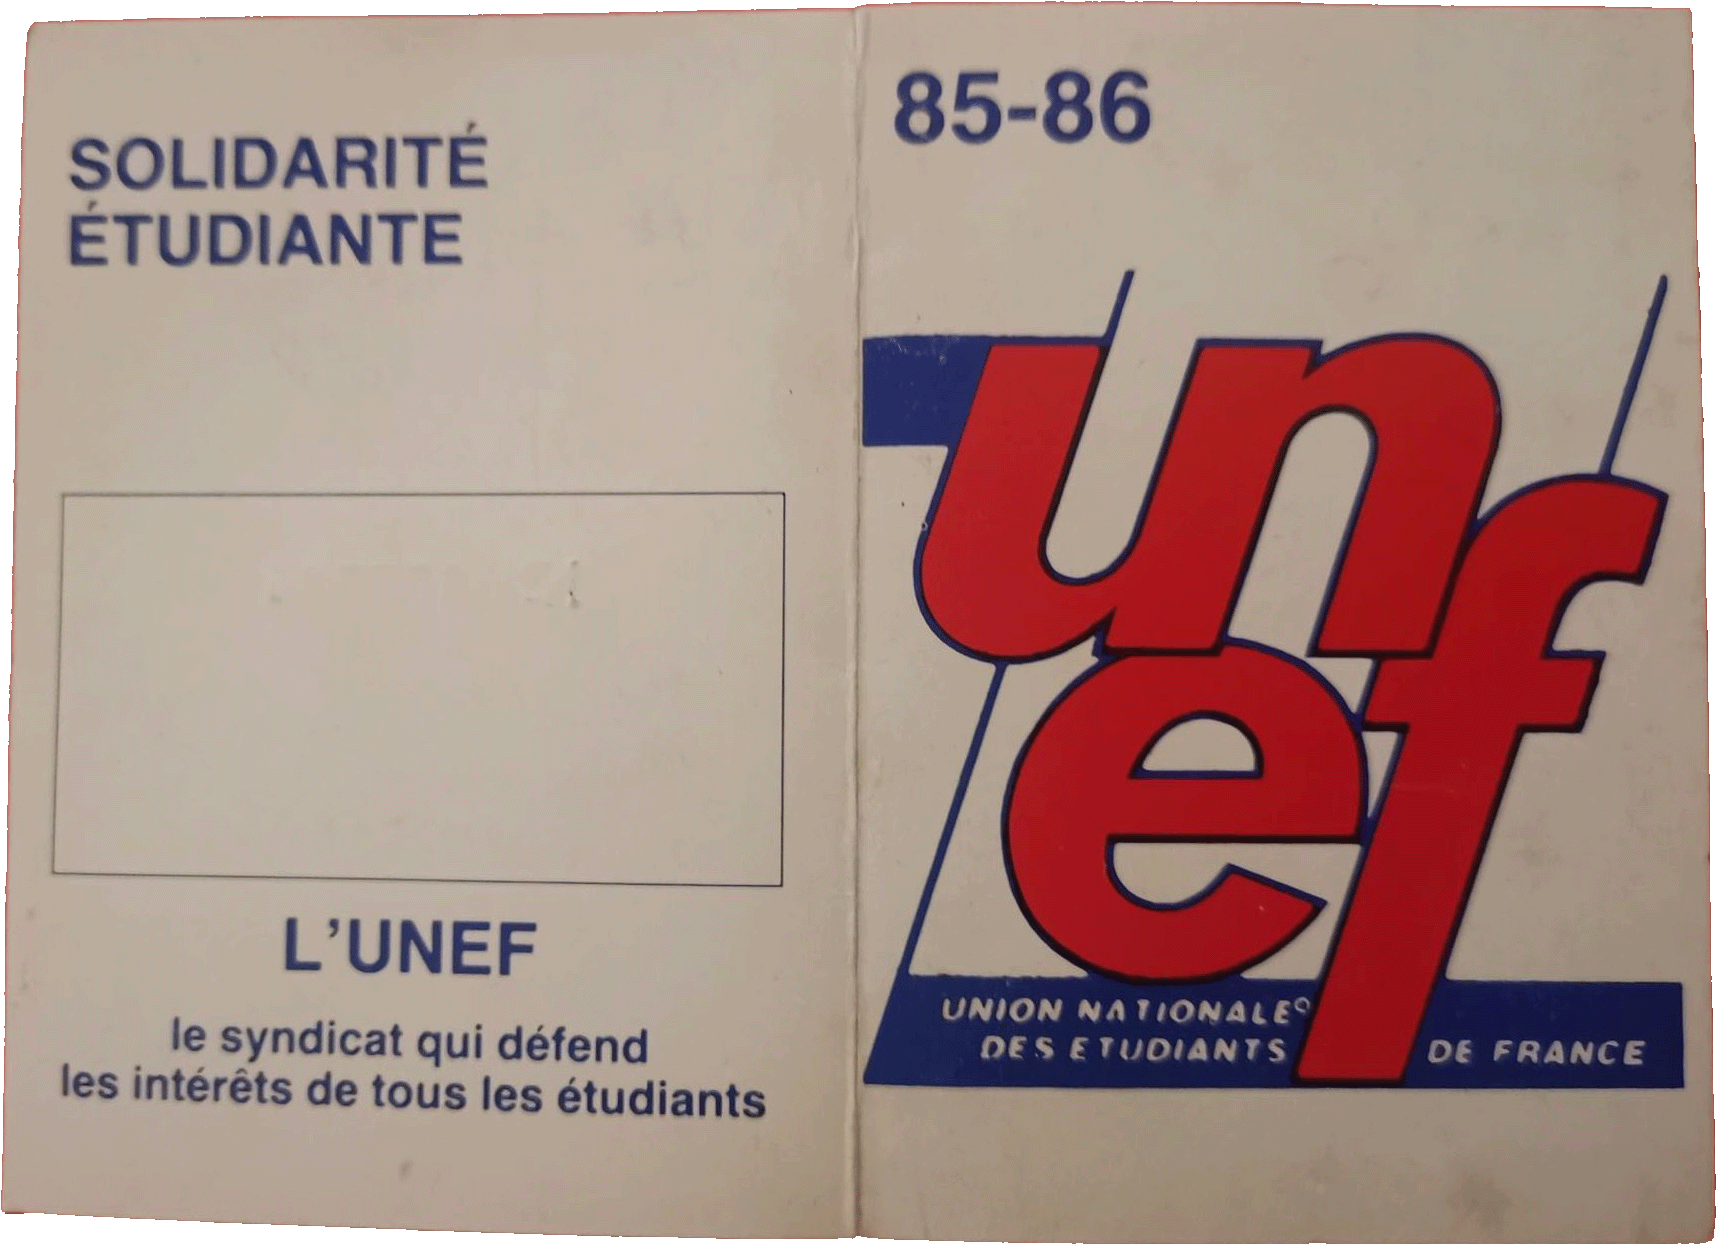 SOLIDARITÉ
ÉTUDIANTE
L'UNEF
le syndicat qui défend
les intérêts de tous les étudiants
85-86
unef
UNION NATIONALE
DES ETUDIANTS DE FRANCE